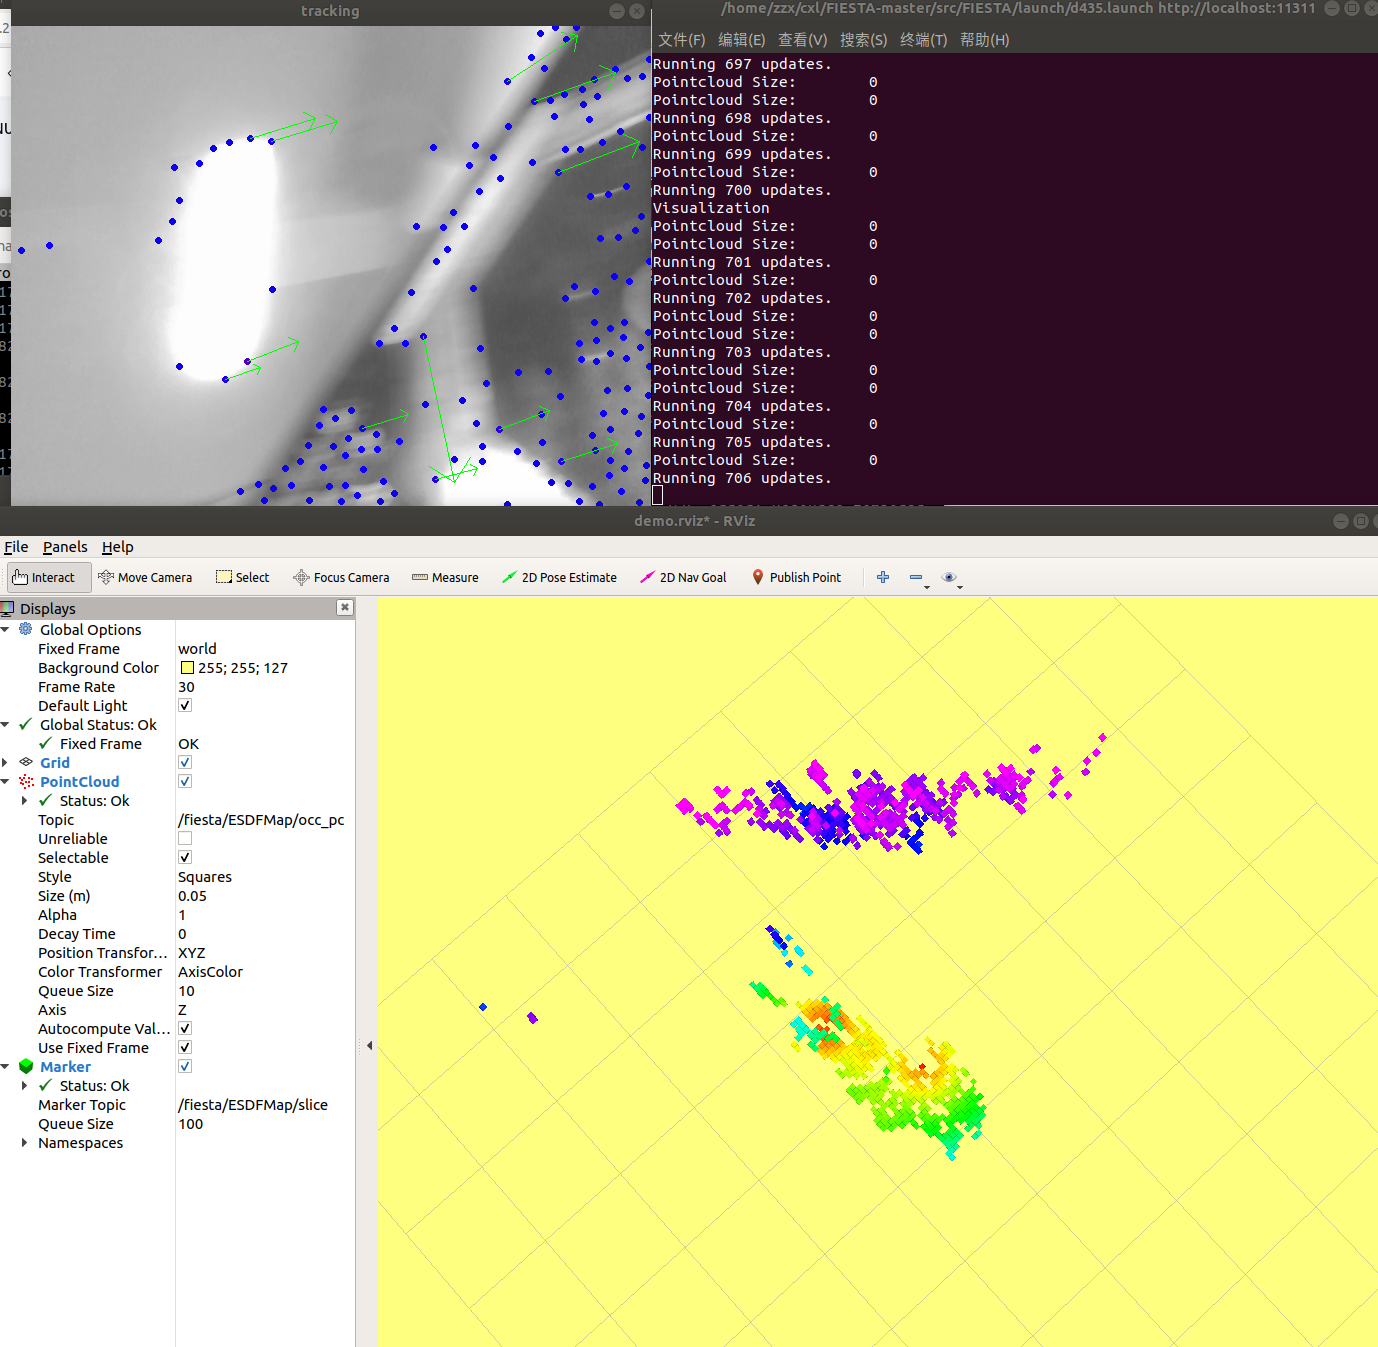 tracking
/home/zzx/cxl/FIESTA-master/src/FIESTA/launch/d435.launch http://localhost:11311
文件(F) 编辑(E) 查看(V) 搜索(S) 终端(T) 帮助(H)
Running 697 updates.
Pointcloud Size: 0
Pointcloud Size: 0
Running 698 updates.
Pointcloud Size: 0
Running 699 updates.
Pointcloud Size: 0
Running 700 updates.
Visualization
Pointcloud Size: 0
Pointcloud Size: 0
Running 701 updates.
Pointcloud Size: 0
Running 702 updates.
Pointcloud Size: 0
Pointcloud Size: 0
Running 703 updates.
Pointcloud Size: 0
Pointcloud Size: 0
Running 704 updates.
Pointcloud Size: 0
Running 705 updates.
Pointcloud Size: 0
Running 706 updates.
demo.rviz* - RViz
File Panels Help
Interact Move Camera Select Focus Camera Measure 2D Pose Estimate 2D Nav Goal Publish Point
Displays
Global Options
Fixed Frame world
Background Color 255; 255; 127
Frame Rate 30
Default Light
Global Status: Ok
Fixed Frame OK
Grid
PointCloud
Status: Ok
Topic /fiesta/ESDFMap/occ_pc
Unreliable
Selectable
Style Squares
Size (m) 0.05
Alpha 1
Decay Time 0
Position Transfor... XYZ
Color Transformer AxisColor
Queue Size 10
Axis Z
Autocompute Val...
Use Fixed Frame
Marker
Status: Ok
Marker Topic /fiesta/ESDFMap/slice
Queue Size 100
Namespaces